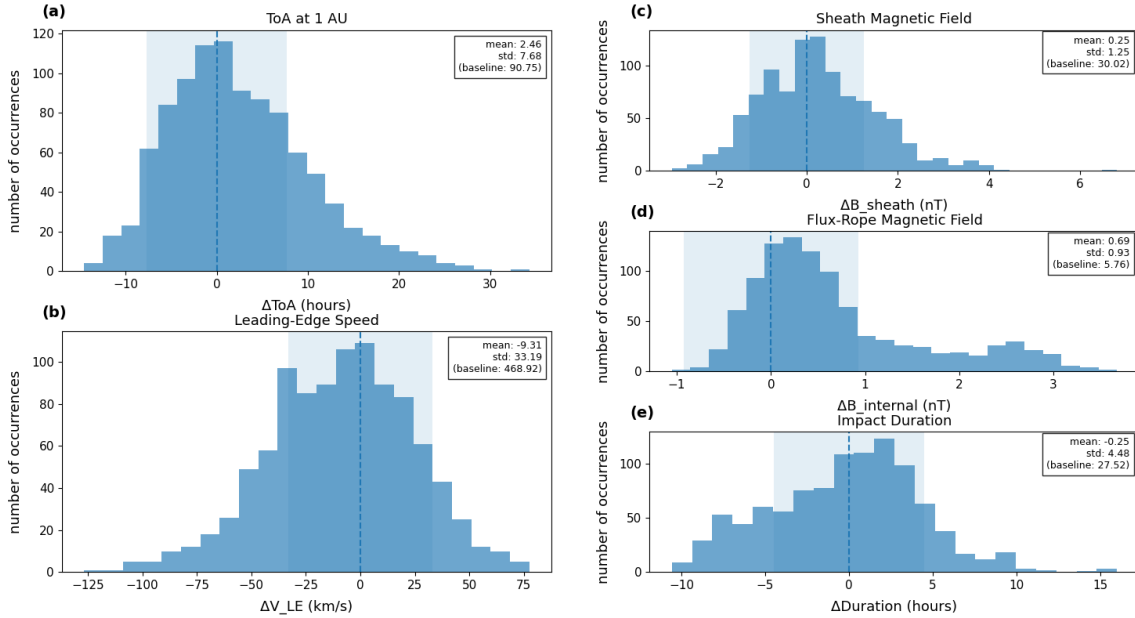 (a)
ToA at 1 AU
mean: 2.46
std: 7.68
(baseline: 90.75)
number of occurrences
120
100
80
60
40
20
0
−10 0 10 20 30
ΔToA (hours)
(b)
Leading-Edge Speed
mean: -9.31
std: 33.19
(baseline: 468.92)
number of occurrences
100
80
60
40
20
0
−125 −100 −75 −50 −25 0 25 50 75
ΔV_LE (km/s)
(c)
Sheath Magnetic Field
mean: 0.25
std: 1.25
(baseline: 30.02)
number of occurrences
100
50
0
−2 0 2 4 6
ΔB_sheath (nT)
(d)
Flux-Rope Magnetic Field
mean: 0.69
std: 0.93
(baseline: 5.76)
number of occurrences
100
50
0
−1 0 1 2 3
ΔB_internal (nT)
(e)
Impact Duration
mean: -0.25
std: 4.48
(baseline: 27.52)
number of occurrences
100
50
0
−10 −5 0 5 10 15
ΔDuration (hours)